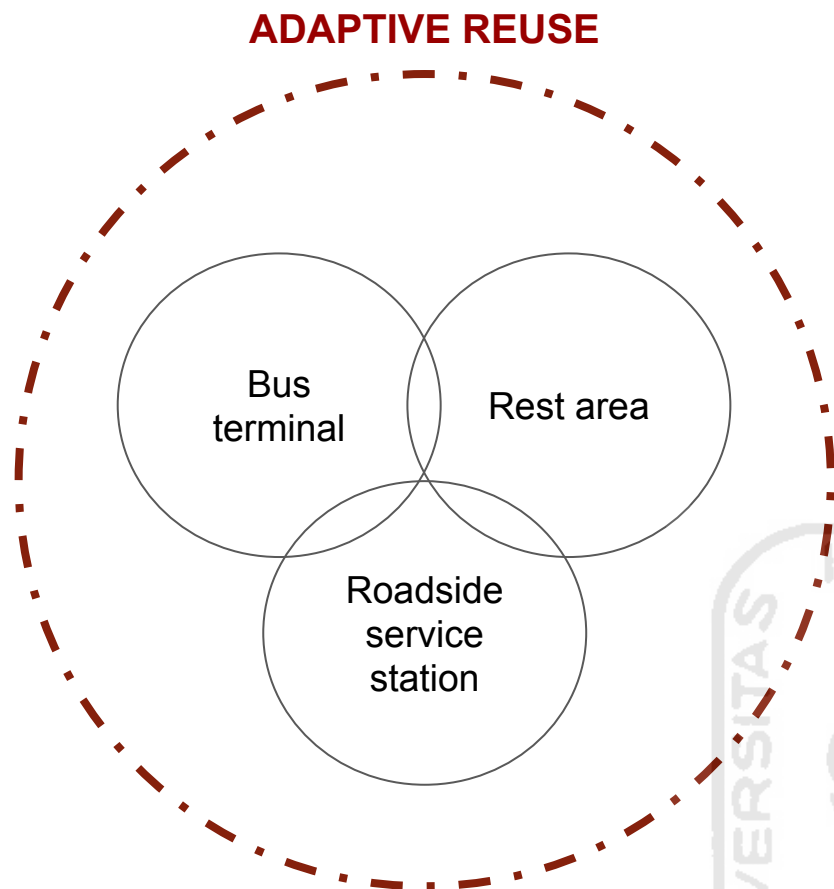 ADAPTIVE REUSE
Bus
terminal
Rest area
Roadside
service
station